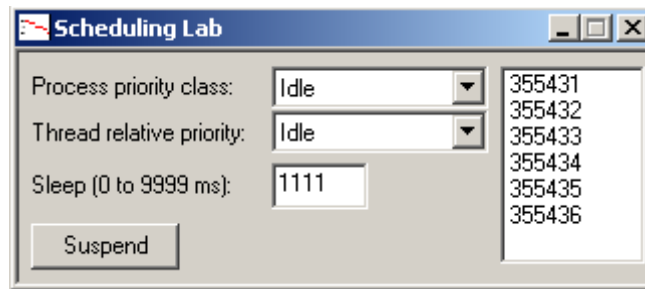 Scheduling Lab
Process priority class: Idle
Thread relative priority: Idle
Sleep (0 to 9999 ms): 1111
Suspend
355431
355432
355433
355434
355435
355436